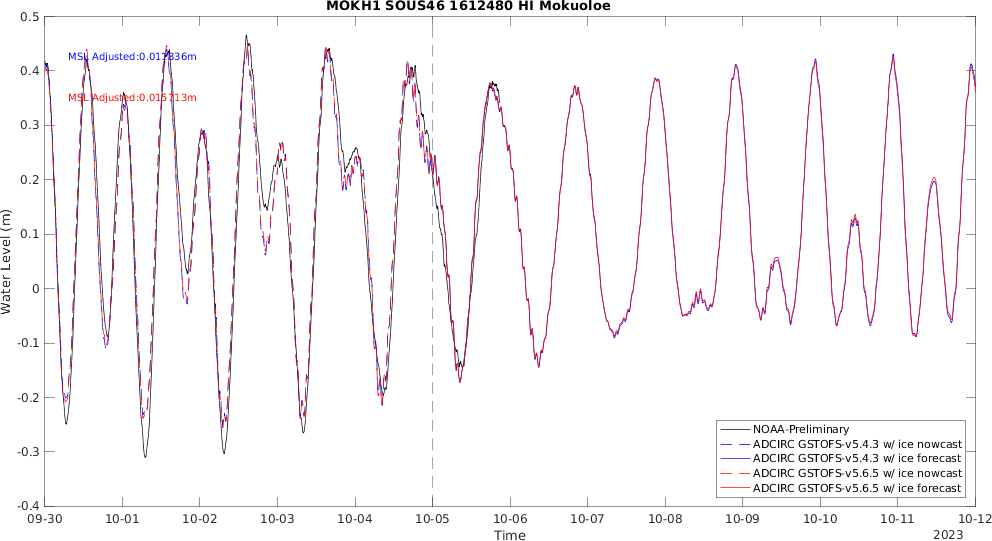 MOKH1 SOUS46 1612480 HI Mokuoloe
0.5
MSL Adjusted:0.011836m
0.4
MSL Adjusted:0.015713m
0.3
0.2
0.1
Water Level (m)
0
-0.1
-0.2
-0.3
-0.4
NOAA-Preliminary
ADCIRC GSTOFS-v5.4.3 w/ ice nowcast
ADCIRC GSTOFS-v5.4.3 w/ ice forecast
ADCIRC GSTOFS-v5.6.5 w/ ice nowcast
ADCIRC GSTOFS-v5.6.5 w/ ice forecast
09-30 10-01 10-02 10-03 10-04 10-05 10-06 10-07 10-08 10-09 10-10 10-11 10-12
Time
2023